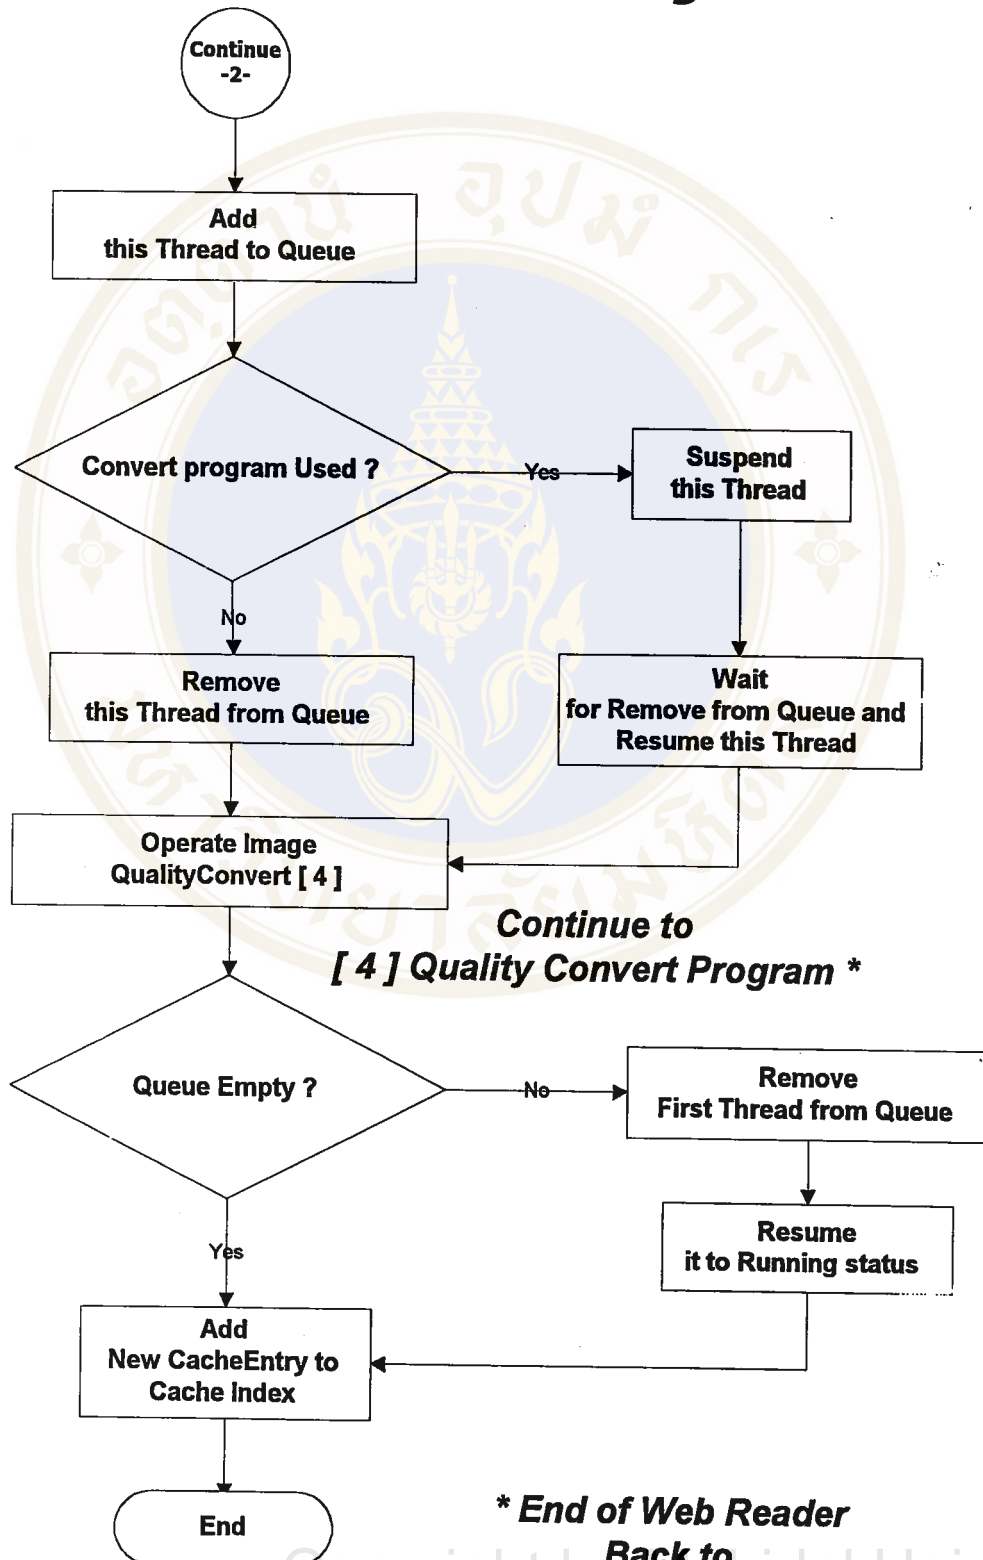 Continue
-2-
Add
this Thread to Queue
Convert program Used ?
Yes
Suspend
this Thread
No
Remove
this Thread from Queue
Wait
for Remove from Queue and
Resume this Thread
Operate Image
QualityConvert [ 4 ]
Continue to
[ 4 ] Quality Convert Program *
Queue Empty ?
No
Remove
First Thread from Queue
Resume
it to Running status
Yes
Add
New CacheEntry to
Cache Index
End
* End of Web Reader
Back to